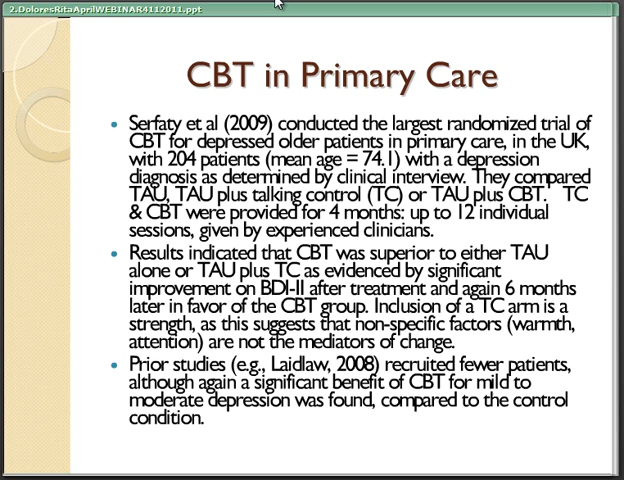 2.DoloresRitaAprilWEBINAR4112011.ppt
CBT in Primary Care
• Serfaty et al (2009) conducted the largest randomized trial of
CBT for depressed older patients in primary care, in the UK,
with 204 patients (mean age = 74.1) with a depression
diagnosis as determined by clinical interview. They compared
TAU, TAU plus talking control (TC) or TAU plus CBT. TC
& CBT were provided for 4 months: up to 12 individual
sessions, given by experienced clinicians.
• Results indicated that CBT was superior to either TAU
alone or TAU plus TC as evidenced by significant
improvement on BDI-II after treatment and again 6 months
later in favor of the CBT group. Inclusion of a TC arm is a
strength, as this suggests that non-specific factors (warmth,
attention) are not the mediators of change.
• Prior studies (e.g., Laidlaw, 2008) recruited fewer patients,
although again a significant benefit of CBT for mild to
moderate depression was found, compared to the control
condition.